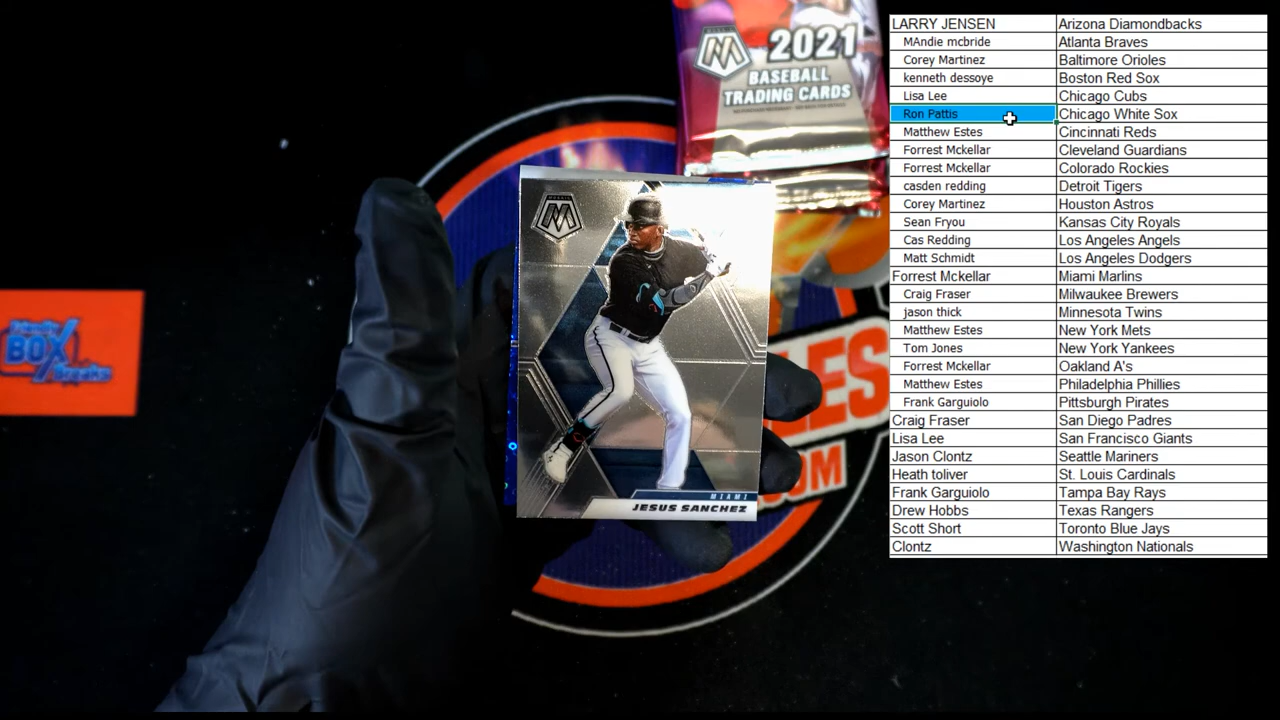 2021
BASEBALL
TRADING CARDS
MOSAIC
M
MIAMI
JESUS SANCHEZ
Friendly
BOX
Breaks
LES
.COM
LARRY JENSEN Arizona Diamondbacks
MAndie mcbride Atlanta Braves
Corey Martinez Baltimore Orioles
kenneth dessoye Boston Red Sox
Lisa Lee Chicago Cubs
Ron Pattis Chicago White Sox
Matthew Estes Cincinnati Reds
Forrest Mckellar Cleveland Guardians
Forrest Mckellar Colorado Rockies
casden redding Detroit Tigers
Corey Martinez Houston Astros
Sean Fryou Kansas City Royals
Cas Redding Los Angeles Angels
Matt Schmidt Los Angeles Dodgers
Forrest Mckellar Miami Marlins
Craig Fraser Milwaukee Brewers
jason thick Minnesota Twins
Matthew Estes New York Mets
Tom Jones New York Yankees
Forrest Mckellar Oakland A's
Matthew Estes Philadelphia Phillies
Frank Garguiolo Pittsburgh Pirates
Craig Fraser San Diego Padres
Lisa Lee San Francisco Giants
Jason Clontz Seattle Mariners
Heath toliver St. Louis Cardinals
Frank Garguiolo Tampa Bay Rays
Drew Hobbs Texas Rangers
Scott Short Toronto Blue Jays
Clontz Washington Nationals